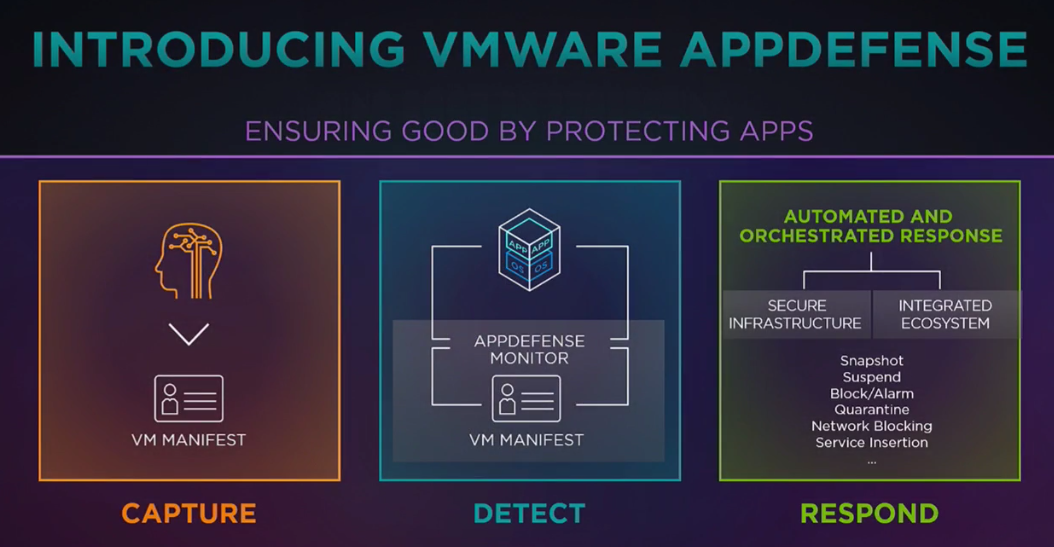 INTRODUCING VMWARE APPDEFENSE
ENSURING GOOD BY PROTECTING APPS
VM MANIFEST
CAPTURE
APP APP
OS OS
APPDEFENSE
MONITOR
VM MANIFEST
DETECT
AUTOMATED AND
ORCHESTRATED RESPONSE
SECURE
INFRASTRUCTURE
INTEGRATED
ECOSYSTEM
Snapshot
Suspend
Block/Alarm
Quarantine
Network Blocking
Service Insertion
...
RESPOND